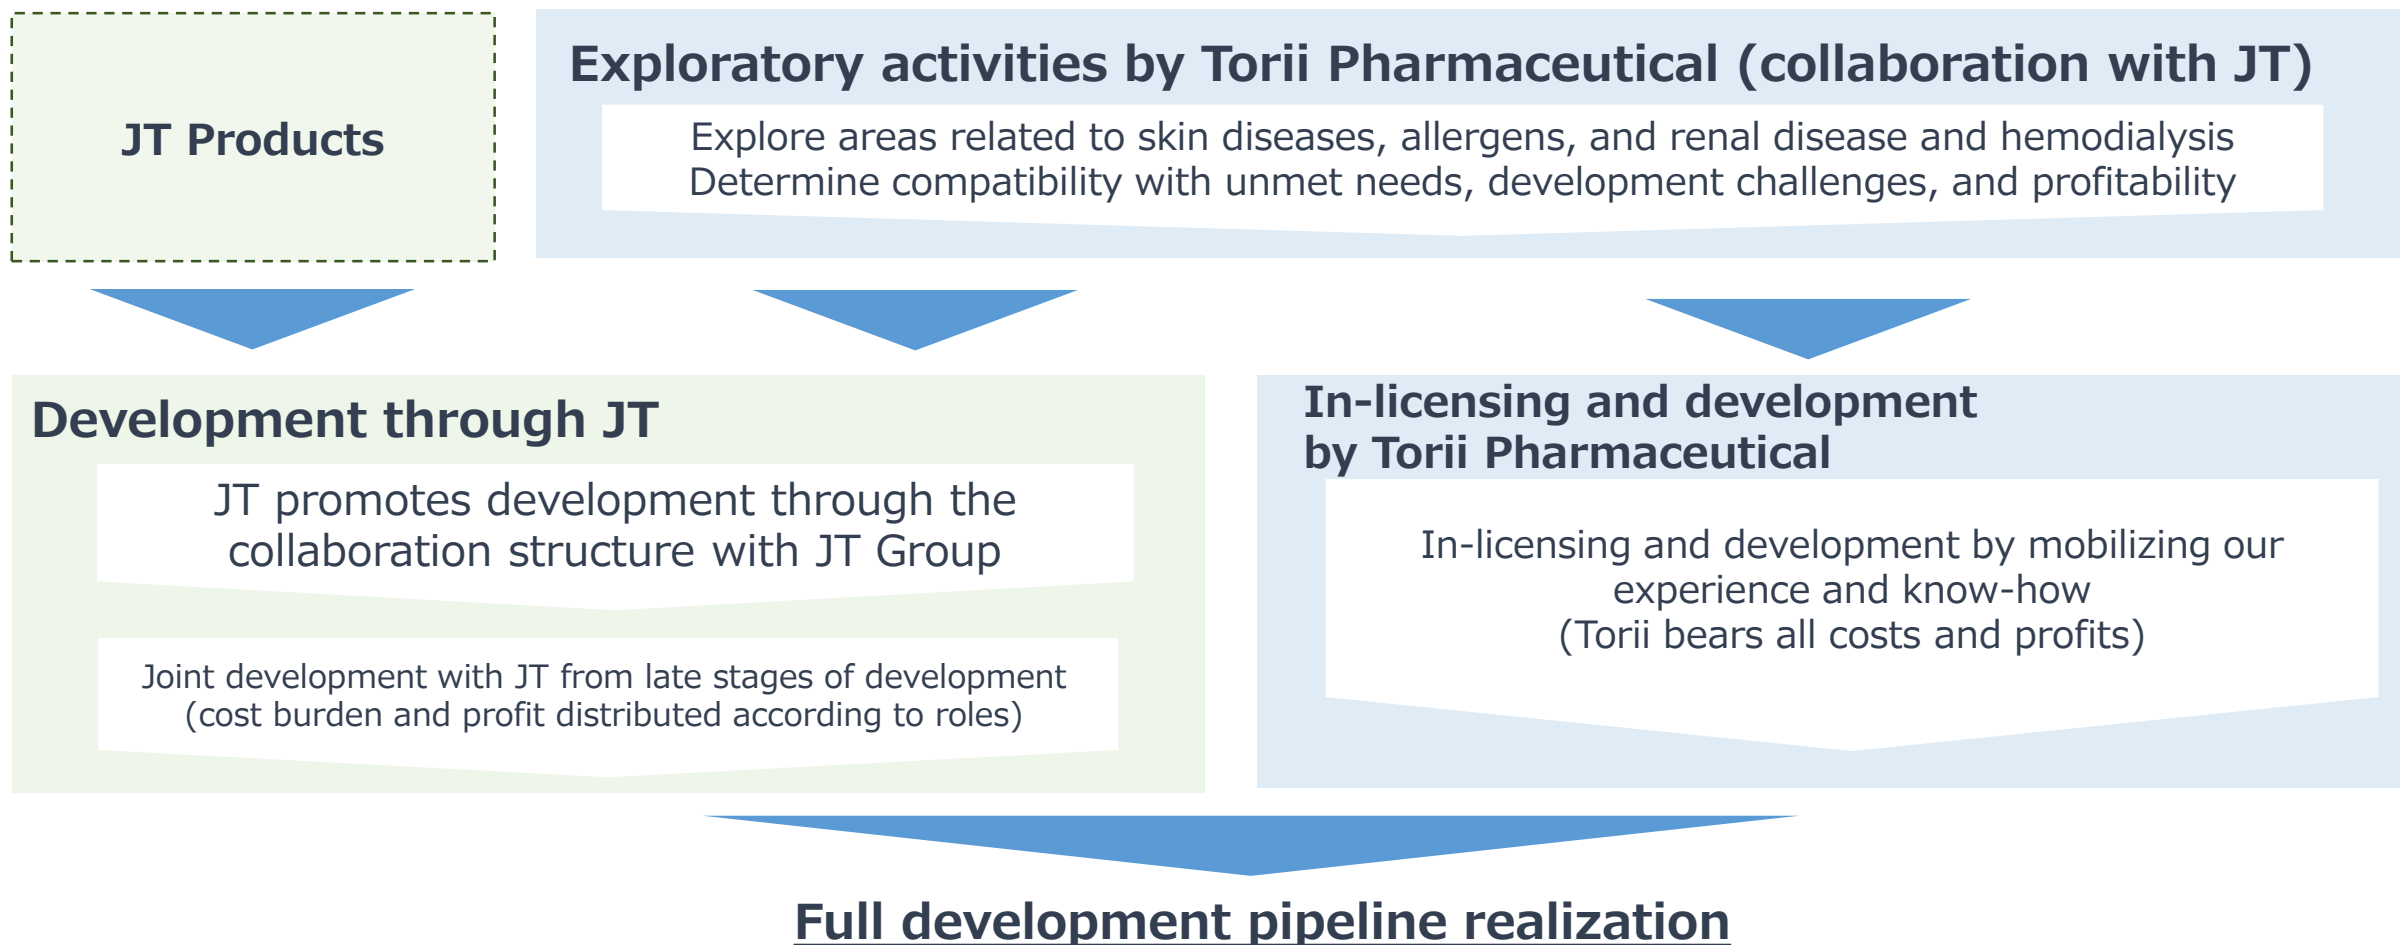 JT Products
Exploratory activities by Torii Pharmaceutical (collaboration with JT)
Explore areas related to skin diseases, allergens, and renal disease and hemodialysis
Determine compatibility with unmet needs, development challenges, and profitability
Development through JT
JT promotes development through the
collaboration structure with JT Group
Joint development with JT from late stages of development
(cost burden and profit distributed according to roles)
In-licensing and development
by Torii Pharmaceutical
In-licensing and development by mobilizing our
experience and know-how
(Torii bears all costs and profits)
Full development pipeline realization